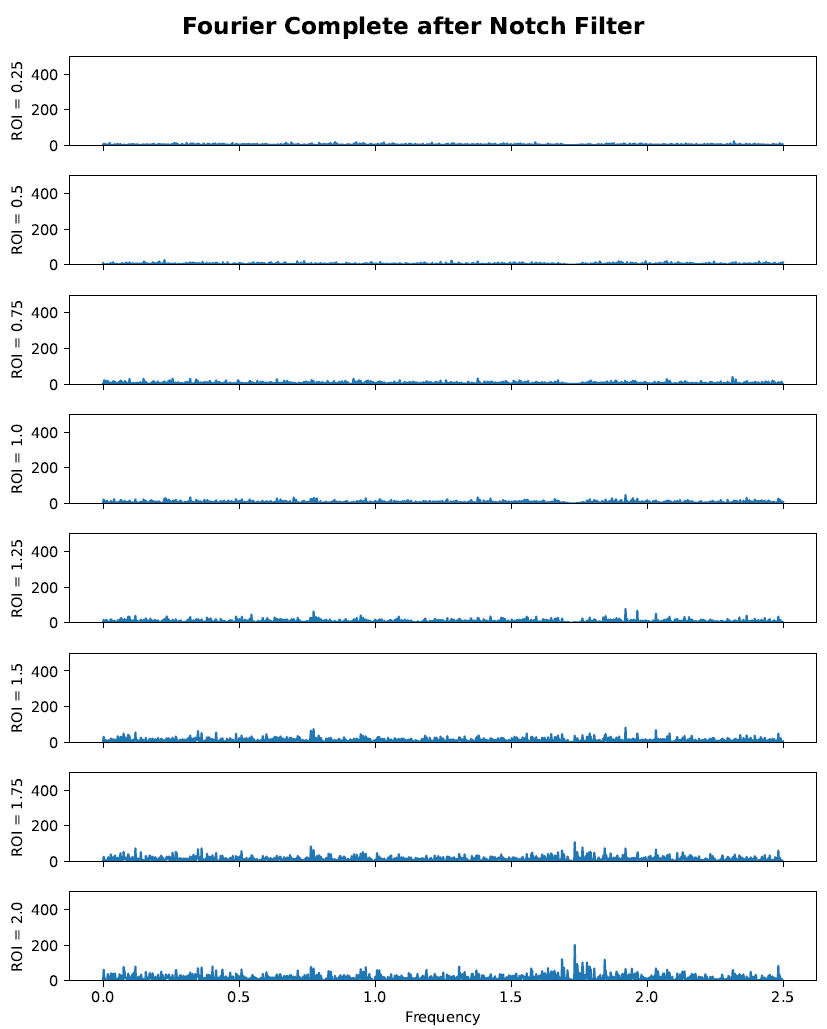 Fourier Complete after Notch Filter
ROI = 0.25
400
200
0
ROI = 0.5
400
200
0
ROI = 0.75
400
200
0
ROI = 1.0
400
200
0
ROI = 1.25
400
200
0
ROI = 1.5
400
200
0
ROI = 1.75
400
200
0
ROI = 2.0
400
200
0
0.0 0.5 1.0 1.5 2.0 2.5
Frequency